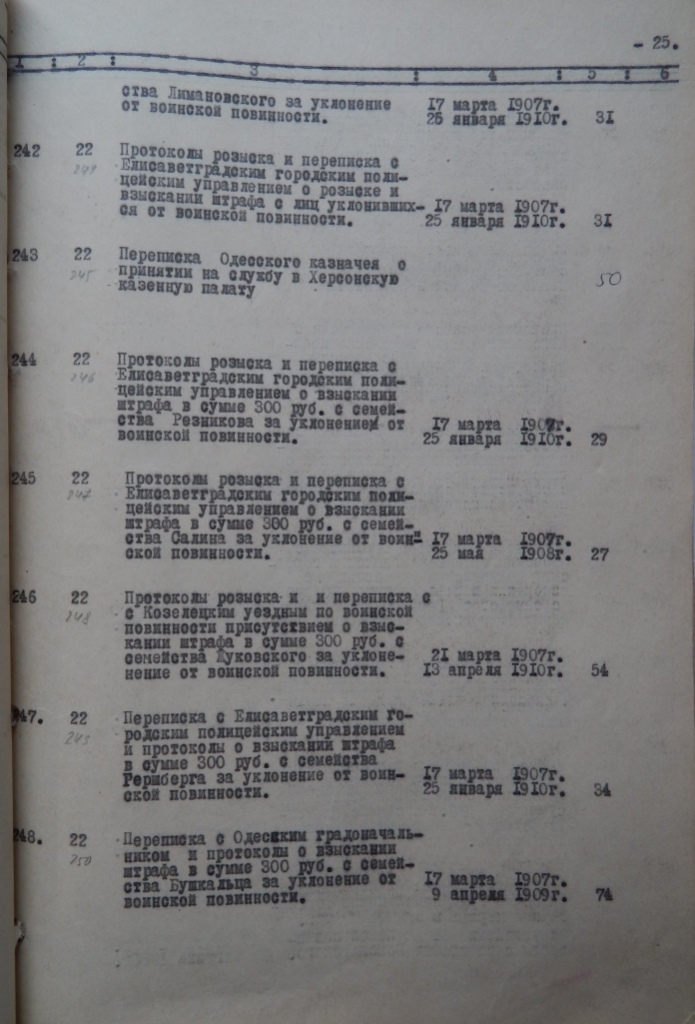 - 25.
1 : 2 : 3 : 4 : 5 : 6
ства Лимановского за уклонение 17 марта 1907г.
от воинской повинности. 25 января 1910г. 31
242 22 Протоколы розыска и переписка с
Елисаветградским городским поли-
цейским управлением о розыске и
взыскании штрафа с лиц уклонивших- 17 марта 1907г.
ся от воинской повинности. 25 января 1910г. 31
243 22 Переписка Одесского казначея о
245 принятии на службу в Херсонскую
казенную палату 50
244 22 Протоколы розыска и переписка с
246 Елисаветградским городским поли-
цейским управлением о взыскании
штрафа в сумме 300 руб. с семей-
ства Резникова за уклонением от 17 марта 1907г.
воинской повинности. 25 января 1910г. 29
245 22 Протоколы розыска и переписка с
247 Елисаветградским городским поли-
цейским управлением о взыскании
штрафа в сумме 300 руб. с семей-
ства Салина за уклонение от воин- 17 марта 1907г.
ской повинности. 25 мая 1908г. 27
246 22 Протоколы розыска и и переписка с
248 с Козелецким уездным по воинской
повинности присутствием о взыс-
кании штрафа в сумме 300 руб. с
семейства Жуковского за уклоне- 21 марта 1907г.
нение от воинской повинности. 13 апреля 1910г. 54
247. 22 Переписка с Елисаветградским го-
249 родским полицейским управлением
и протоколы о взыскании штрафа
в сумме 300 руб. с семейства
Гершберга за уклонение от воин- 17 марта 1907г.
ской повинности. 25 января 1910г. 34
248. 22 Переписка с Одесским градоначаль-
250 ником и протоколы о взыскании
штрафа в сумме 300 руб. с семей-
ства Бушкальца за уклонение от 17 марта 1907г.
воинской повинности. 9 апреля 1909г. 74